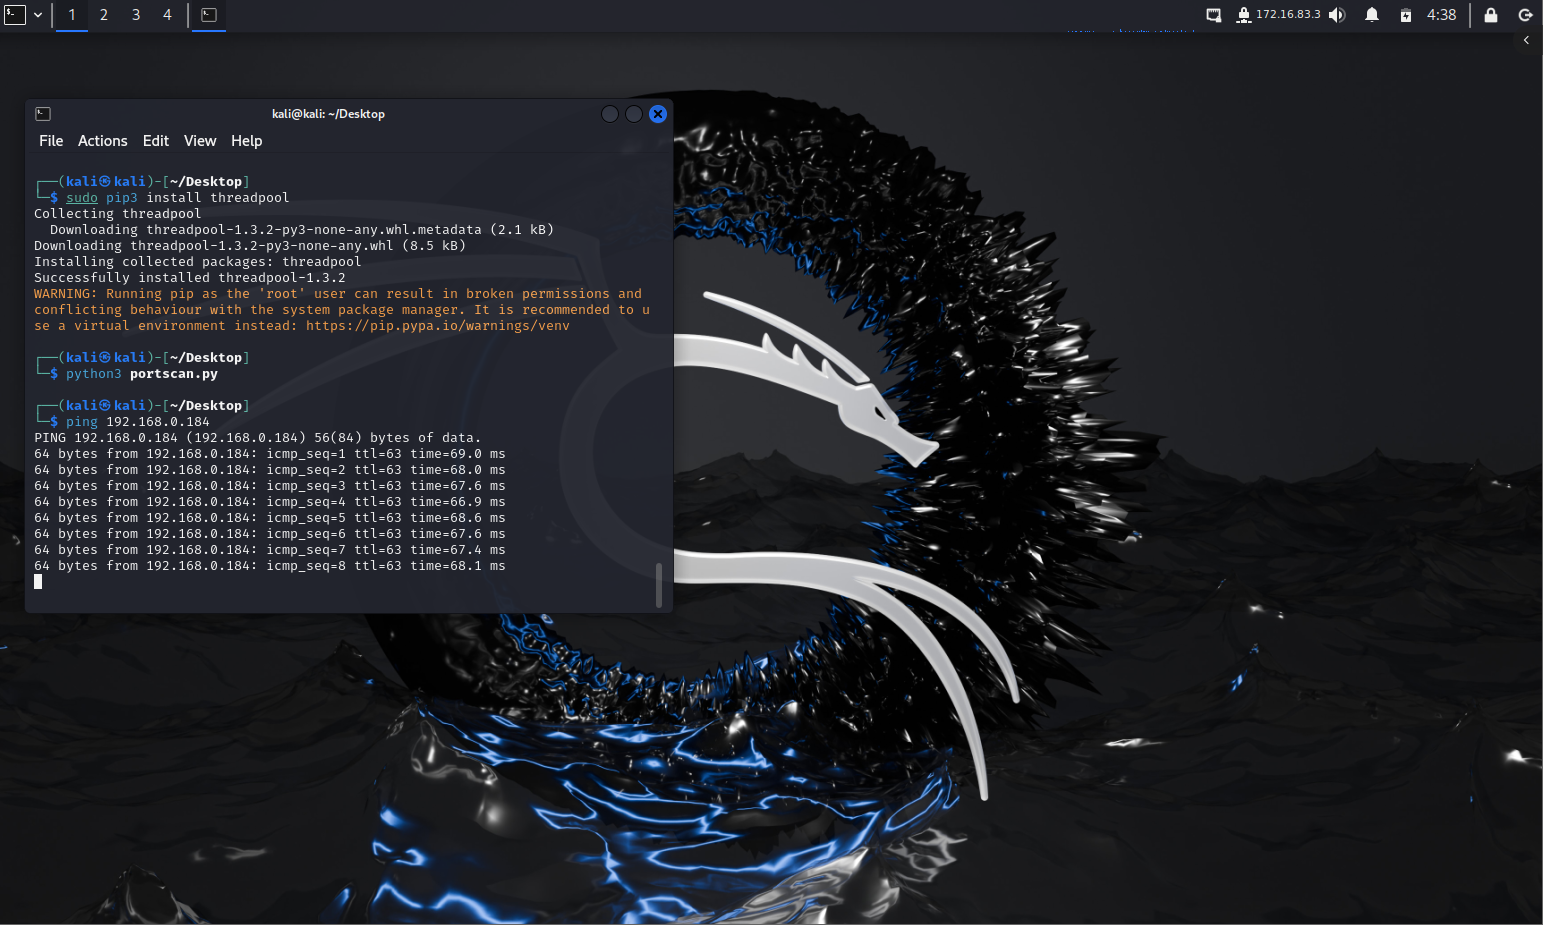 1 2 3 4
172.16.83.3
4:38
kali@kali: ~/Desktop
File Actions Edit View Help
┌──(kali㉿kali)-[~/Desktop]
└─$ sudo pip3 install threadpool
Collecting threadpool
  Downloading threadpool-1.3.2-py3-none-any.whl.metadata (2.1 kB)
Downloading threadpool-1.3.2-py3-none-any.whl (8.5 kB)
Installing collected packages: threadpool
Successfully installed threadpool-1.3.2
WARNING: Running pip as the 'root' user can result in broken permissions and
conflicting behaviour with the system package manager. It is recommended to u
se a virtual environment instead: https://pip.pypa.io/warnings/venv
┌──(kali㉿kali)-[~/Desktop]
└─$ python3 portscan.py
┌──(kali㉿kali)-[~/Desktop]
└─$ ping 192.168.0.184
PING 192.168.0.184 (192.168.0.184) 56(84) bytes of data.
64 bytes from 192.168.0.184: icmp_seq=1 ttl=63 time=69.0 ms
64 bytes from 192.168.0.184: icmp_seq=2 ttl=63 time=68.0 ms
64 bytes from 192.168.0.184: icmp_seq=3 ttl=63 time=67.6 ms
64 bytes from 192.168.0.184: icmp_seq=4 ttl=63 time=66.9 ms
64 bytes from 192.168.0.184: icmp_seq=5 ttl=63 time=68.6 ms
64 bytes from 192.168.0.184: icmp_seq=6 ttl=63 time=67.6 ms
64 bytes from 192.168.0.184: icmp_seq=7 ttl=63 time=67.4 ms
64 bytes from 192.168.0.184: icmp_seq=8 ttl=63 time=68.1 ms